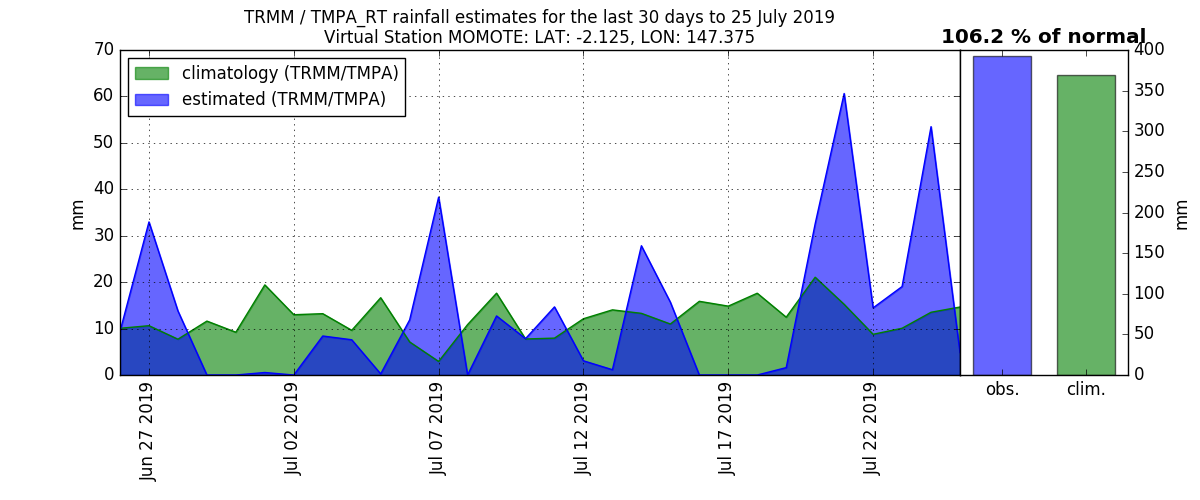 TRMM / TMPA_RT rainfall estimates for the last 30 days to 25 July 2019
Virtual Station MOMOTE: LAT: -2.125, LON: 147.375
106.2 % of normal
climatology (TRMM/TMPA)
estimated (TRMM/TMPA)
mm
70
60
50
40
30
20
10
0
Jun 27 2019
Jul 02 2019
Jul 07 2019
Jul 12 2019
Jul 17 2019
Jul 22 2019
obs.
clim.
400
350
300
250
200
150
100
50
0
mm